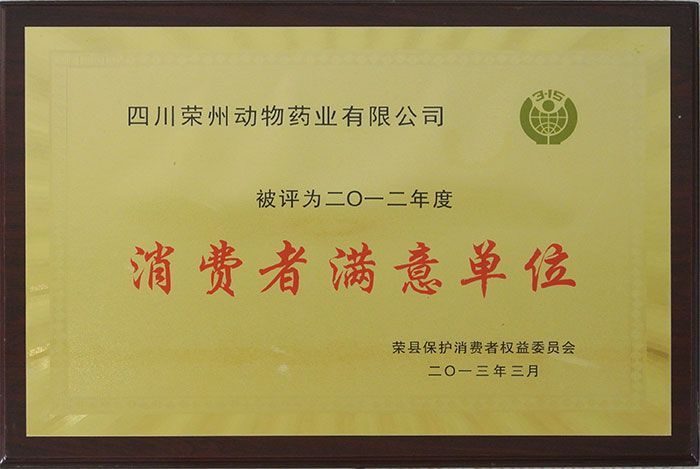 四川荣州动物药业有限公司
3·15
被评为二〇一二年度
消费者满意单位
荣县保护消费者权益委员会
二〇一三年三月